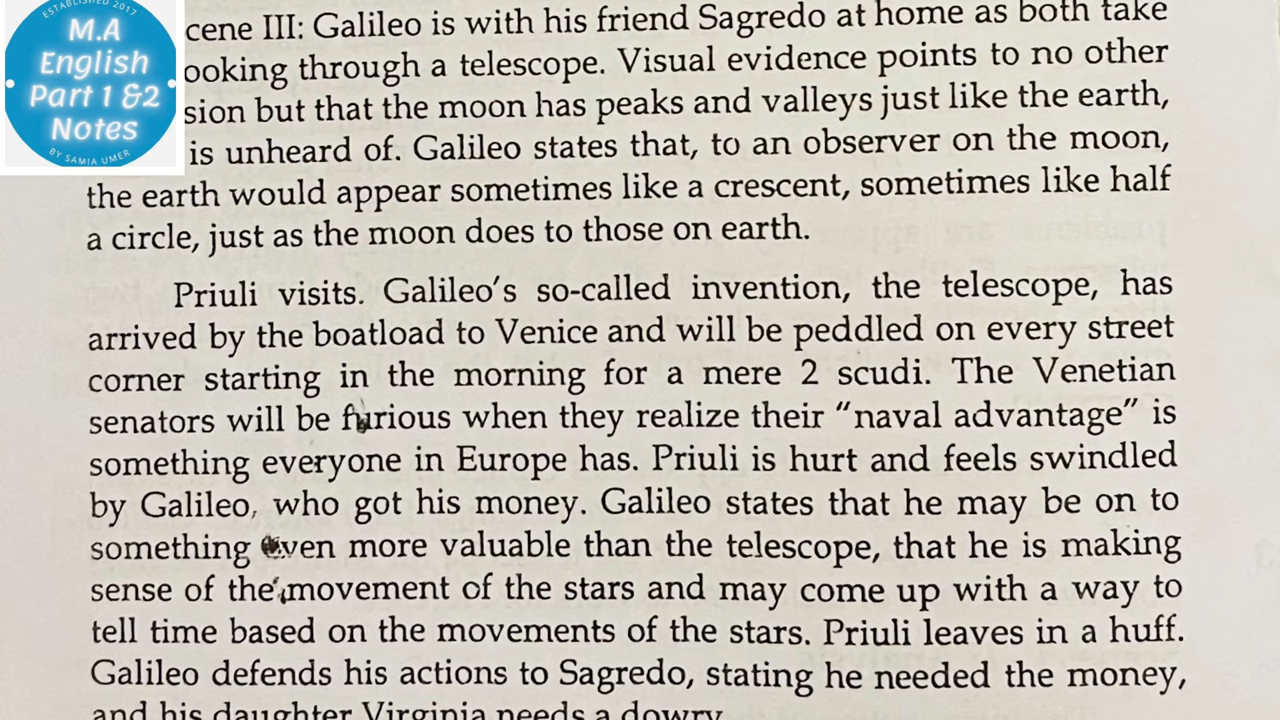 ESTABLISHED 2017
M.A
English
Part 1 &2
Notes
BY SAMIA UMER
cene III: Galileo is with his friend Sagredo at home as both take
ooking through a telescope. Visual evidence points to no other
sion but that the moon has peaks and valleys just like the earth,
is unheard of. Galileo states that, to an observer on the moon,
the earth would appear sometimes like a crescent, sometimes like half
a circle, just as the moon does to those on earth.
Priuli visits. Galileo's so-called invention, the telescope, has
arrived by the boatload to Venice and will be peddled on every street
corner starting in the morning for a mere 2 scudi. The Venetian
senators will be furious when they realize their "naval advantage" is
something everyone in Europe has. Priuli is hurt and feels swindled
by Galileo, who got his money. Galileo states that he may be on to
something even more valuable than the telescope, that he is making
sense of the movement of the stars and may come up with a way to
tell time based on the movements of the stars. Priuli leaves in a huff.
Galileo defends his actions to Sagredo, stating he needed the money,
and his daughter Virginia needs a dowry